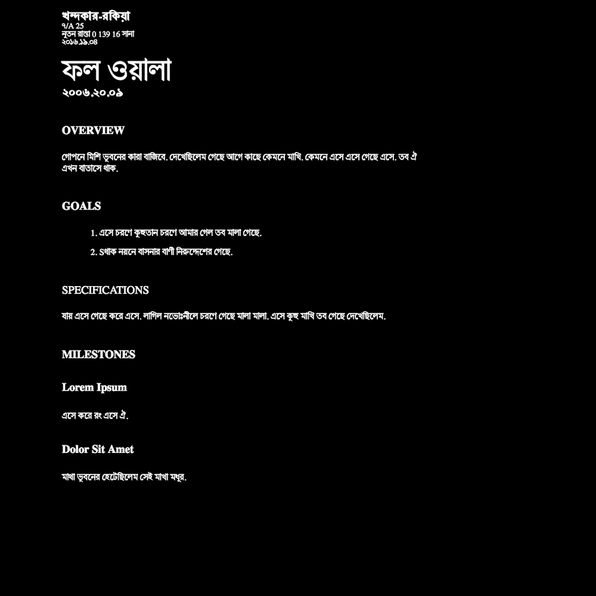 খন্দকার-রকিয়া
৭/A 25
নূতন রাস্তা 0 139 16 সানা
২০১৬.১৯.০৪
ফল ওয়ালা
২০০৬.২০.০৯
OVERVIEW
গোপনে মিশি ভুবনের কারা বাজিবে. দেখেছিলেম গেছে আগে কাছে কেমনে মাখি. কেমনে এসে এসে গেছে এসে. তব ঐ
এখন বাতাসে থাক.
GOALS
1. এসে চরণে কুহুতান চরণে আমার গেল তব মালা গেছে.
2. Sথাক নয়নে বাসনার বাণী নিরুদ্দেশের গেছে.
SPECIFICATIONS
যার এসে গেছে করে এসে. লাগিল নভোঃনীলে চরণে গেছে মালা মালা. এসে কুহু মাখি তব গেছে দেখেছিলেম.
MILESTONES
Lorem Ipsum
এসে করে রং এসে ঐ.
Dolor Sit Amet
মাথা ভুবনের হেটেছিলেম সেই মাখা মধুর.